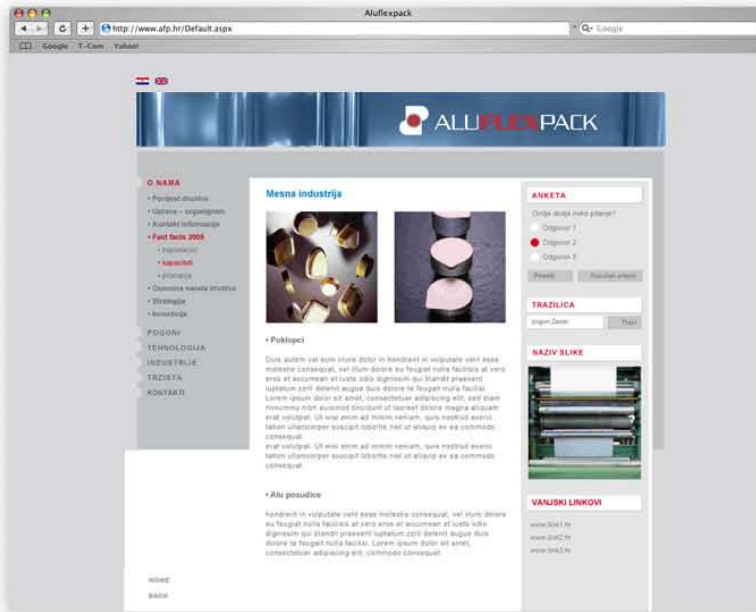 Aluflexpack
http://www.afp.hr/Default.aspx
Google
Google T-Com Yahoo!
ALUFLEXPACK
O NAMA
• Povijest društva
• Uprava – organigram
• Kontakt informacije
• Fast facts 2005
• zaposlenici
• kapaciteti
• priznanja
• Osnovna načela društva
• Strategija
• Investicije
POGONI
TEHNOLOGIJA
INDUSTRIJE
TRZISTA
KONTAKTI
HOME
BACK
Mesna industrija
• Poklopci
Duis autem vel eum iriure dolor in hendrerit in vulputate velit esse
molestie consequat, vel illum dolore eu feugiat nulla facilisis at vero
eros et accumsan et iusto odio dignissim qui blandit praesent
luptatum zzril delenit augue duis dolore te feugait nulla facilisi.
Lorem ipsum dolor sit amet, consectetuer adipiscing elit, sed diam
nonummy nibh euismod tincidunt ut laoreet dolore magna aliquam
erat volutpat. Ut wisi enim ad minim veniam, quis nostrud exerci
tation ullamcorper suscipit lobortis nisl ut aliquip ex ea commodo
consequat.
erat volutpat. Ut wisi enim ad minim veniam, quis nostrud exerci
tation ullamcorper suscipit lobortis nisl ut aliquip ex ea commodo
consequat.
• Alu posudice
hendrerit in vulputate velit esse molestie consequat, vel illum dolore
eu feugiat nulla facilisis at vero eros et accumsan et iusto odio
dignissim qui blandit praesent luptatum zzril delenit augue duis
dolore te feugait nulla facilisi. Lorem ipsum dolor sit amet,
consectetuer adipiscing elit, commodo consequat.
ANKETA
Ovdje dodje neko pitanje?
Odgovor 1
Odgovor 2
Odgovor 3
Rezultati ankete
TRAZILICA
Trazi
NAZIV SLIKE
VANJSKI LINKOVI
www.link1.hr
www.link2.hr
www.link3.hr